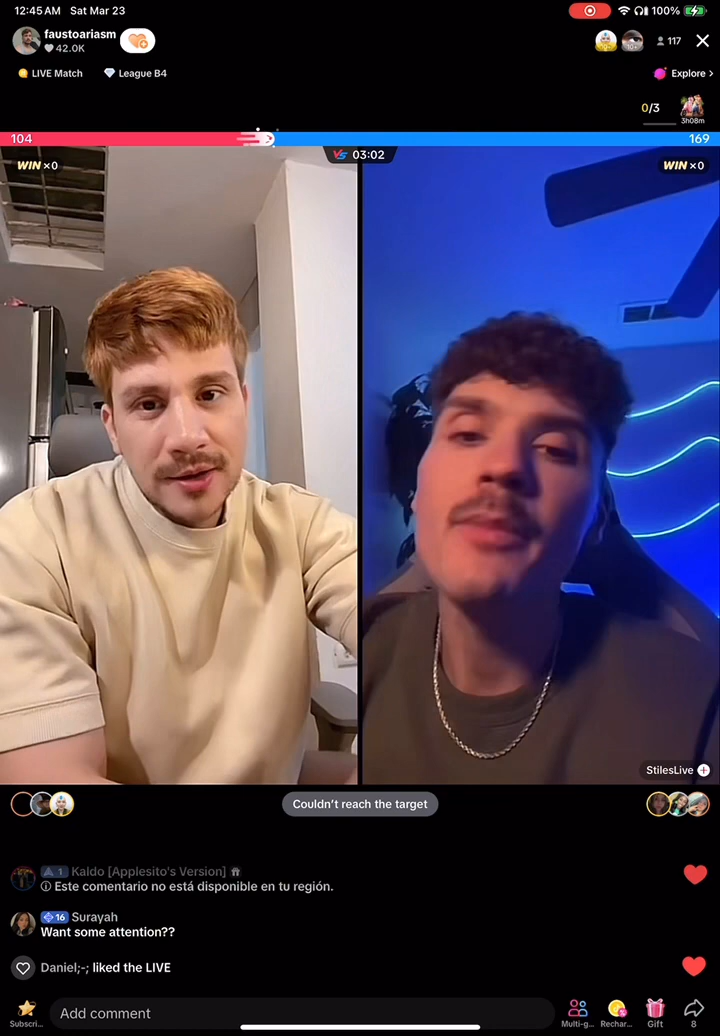 12:45 AM Sat Mar 23
100%
faustoariasm
42.0K
117
LIVE Match
League B4
Explore >
0/3
3h08m
104
169
WIN ×0
VS 03:02
WIN ×0
StilesLive
Couldn't reach the target
1 Kaldo [Applesito's Version]
Este comentario no está disponible en tu región.
16 Surayah
Want some attention??
Daniel;-; liked the LIVE
Subscri...
Add comment
Multi-g...
Rechar...
Gift
8